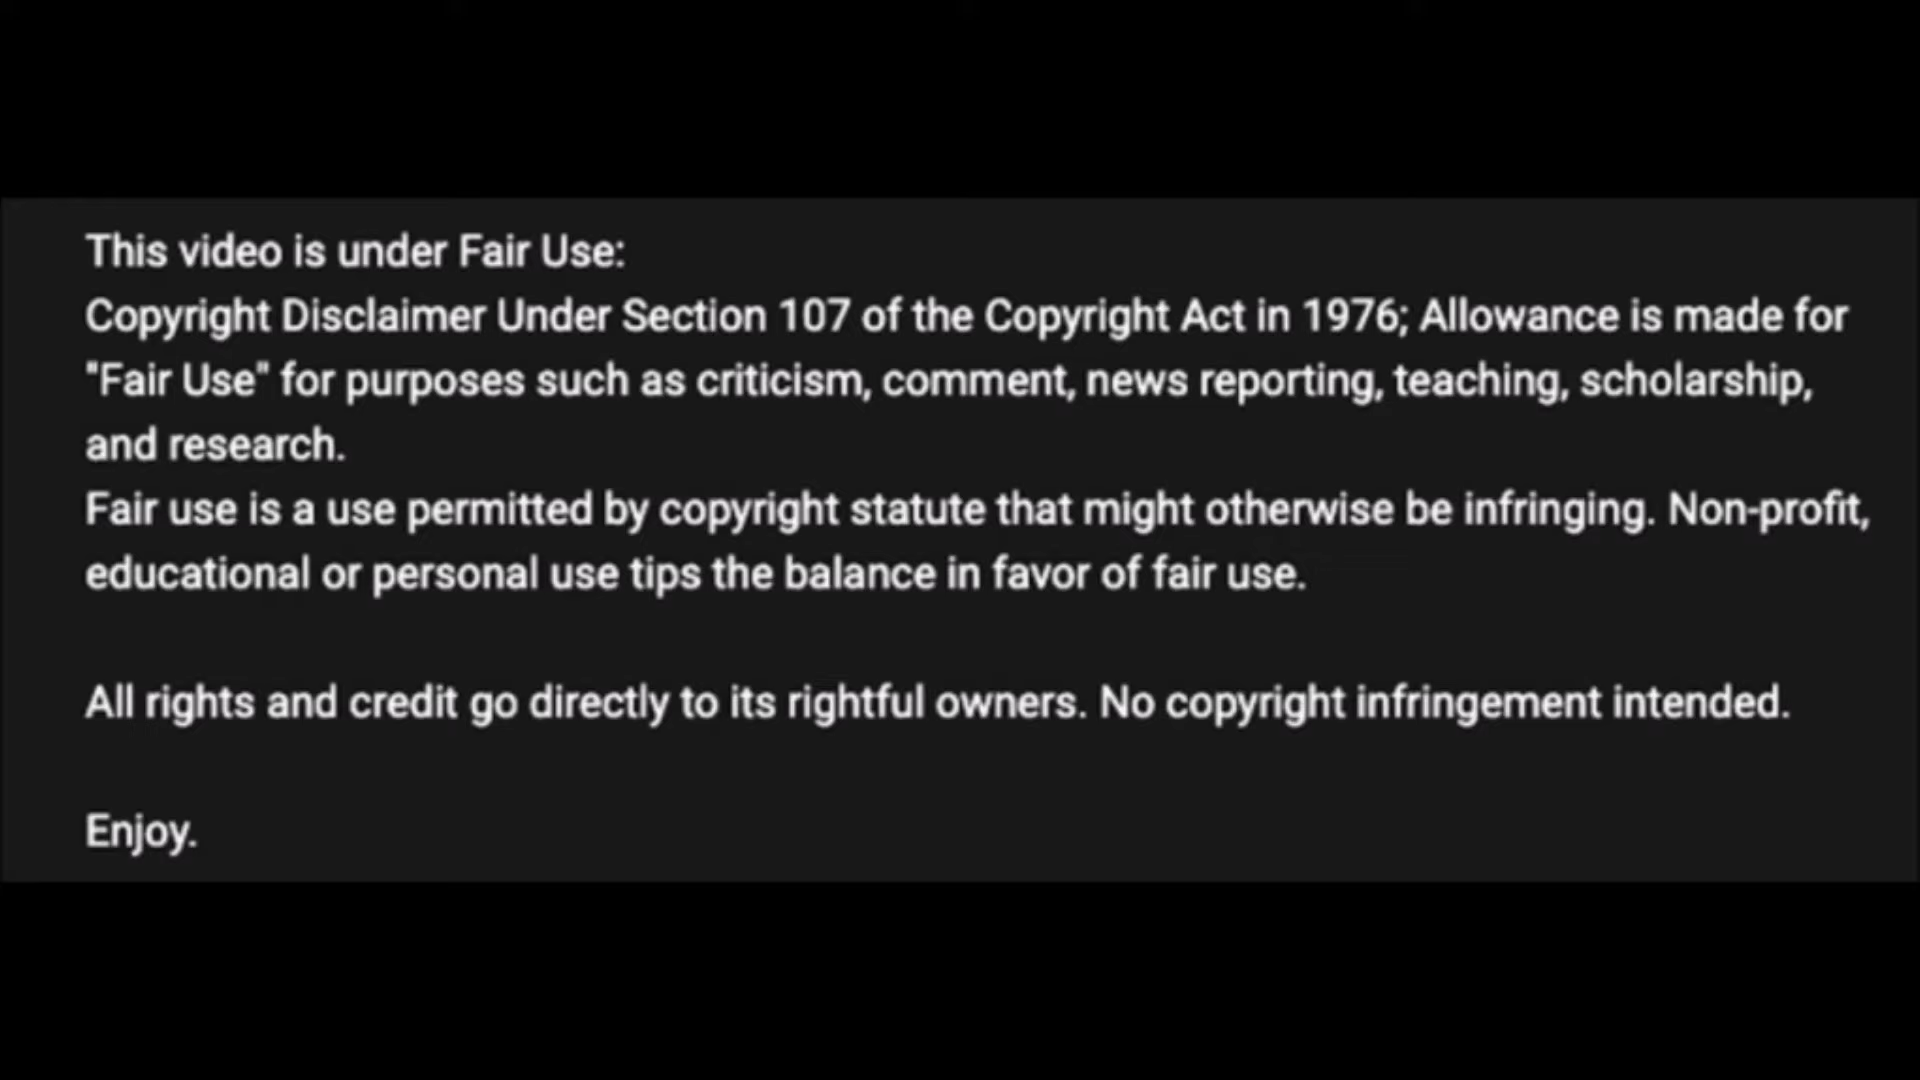 This video is under Fair Use:
Copyright Disclaimer Under Section 107 of the Copyright Act in 1976; Allowance is made for
"Fair Use" for purposes such as criticism, comment, news reporting, teaching, scholarship,
and research.
Fair use is a use permitted by copyright statute that might otherwise be infringing. Non-profit,
educational or personal use tips the balance in favor of fair use.
All rights and credit go directly to its rightful owners. No copyright infringement intended.
Enjoy.